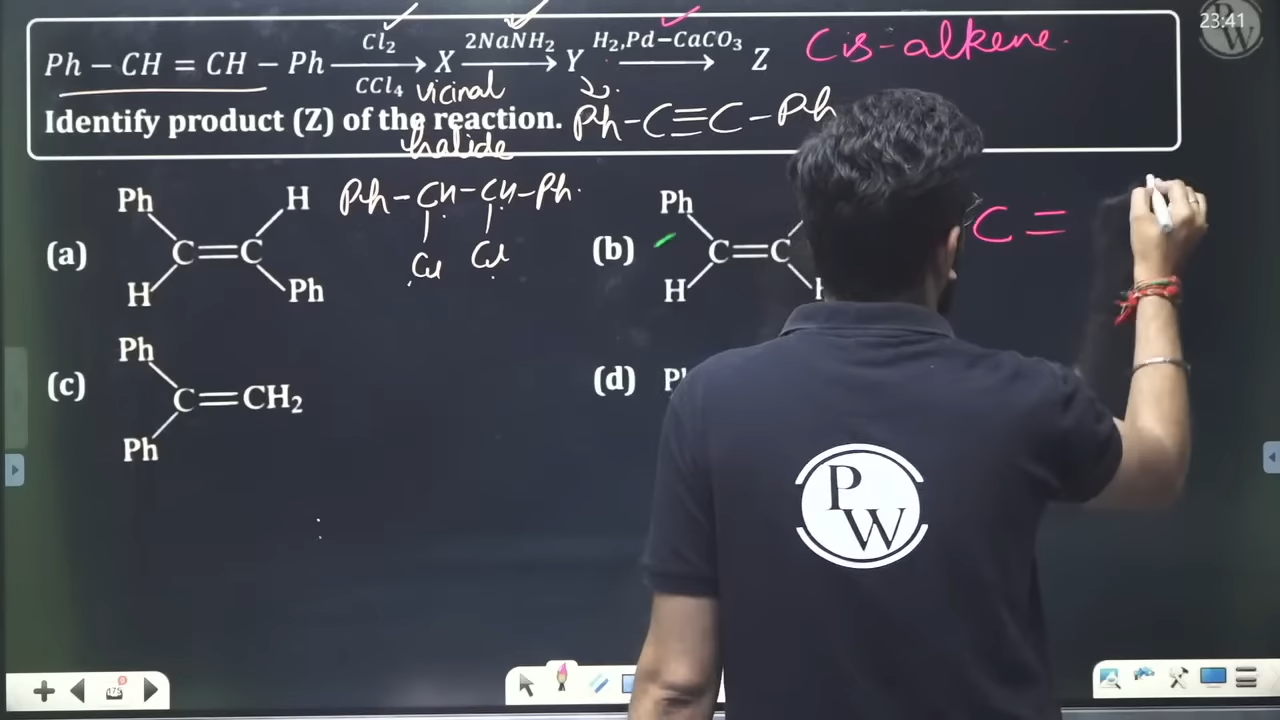 23:41
Ph – CH = CH – Ph Cl₂ CCl₄ X 2NaNH₂ Y H₂,Pd–CaCO₃ Z Cis-alkene.
vicinal
Identify product (Z) of the reaction. Ph–C≡C–Ph
halide
(a) Ph H
C=C
H Ph
Ph–CH–CH–Ph.
Cl Cl
(b) Ph
C=C
H
C =
(c) Ph
C=CH₂
Ph
(d)
PW
175